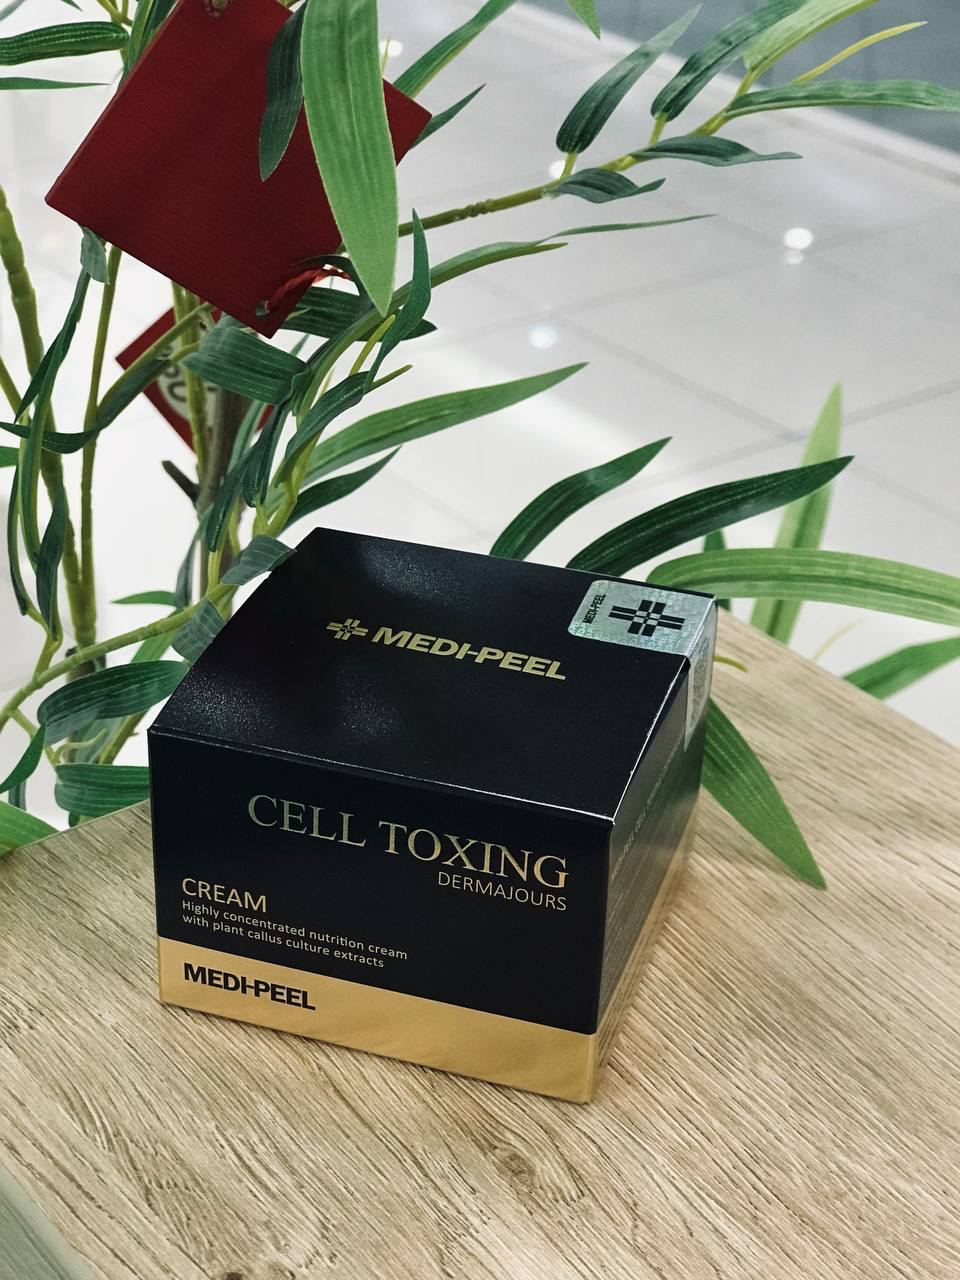 MEDI-PEEL
MEDI-PEEL
CELL TOXING
DERMAJOURS
CREAM
Highly concentrated nutrition cream
with plant callus culture extracts
MEDI-PEEL